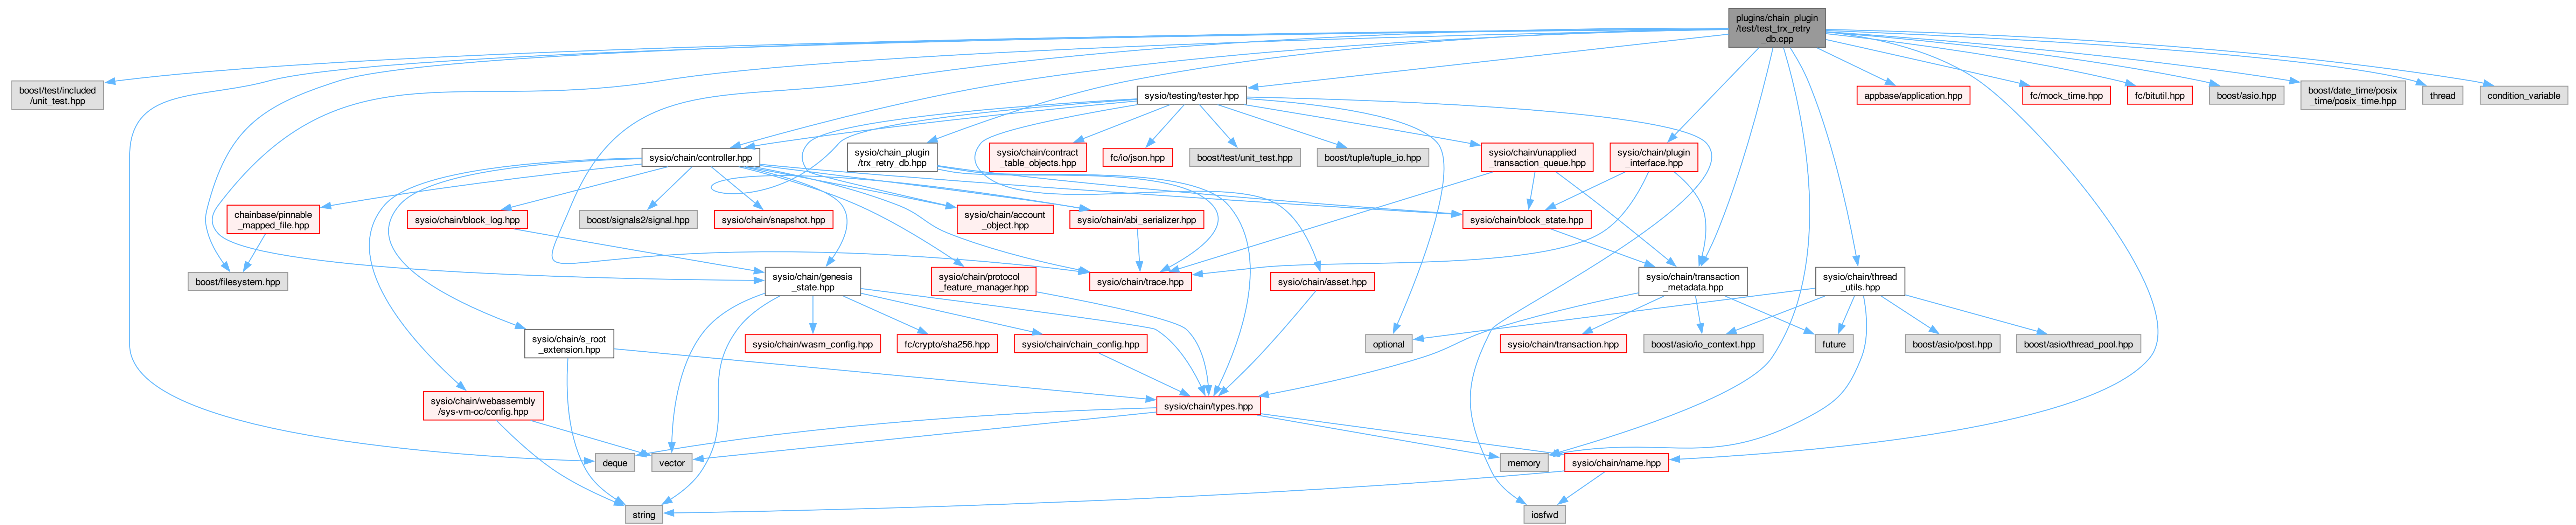 plugins/chain_plugin
/test/test_trx_retry
_db.cpp
boost/test/included
/unit_test.hpp
sysio/testing/tester.hpp
appbase/application.hpp
fc/mock_time.hpp
fc/bitutil.hpp
boost/asio.hpp
boost/date_time/posix
_time/posix_time.hpp
thread
condition_variable
sysio/chain/controller.hpp
sysio/chain_plugin
/trx_retry_db.hpp
sysio/chain/contract
_table_objects.hpp
fc/io/json.hpp
boost/test/unit_test.hpp
boost/tuple/tuple_io.hpp
sysio/chain/unapplied
_transaction_queue.hpp
sysio/chain/plugin
_interface.hpp
chainbase/pinnable
_mapped_file.hpp
sysio/chain/block_log.hpp
boost/signals2/signal.hpp
sysio/chain/snapshot.hpp
sysio/chain/account
_object.hpp
sysio/chain/abi_serializer.hpp
sysio/chain/block_state.hpp
boost/filesystem.hpp
sysio/chain/genesis
_state.hpp
sysio/chain/protocol
_feature_manager.hpp
sysio/chain/trace.hpp
sysio/chain/asset.hpp
sysio/chain/transaction
_metadata.hpp
sysio/chain/thread
_utils.hpp
sysio/chain/s_root
_extension.hpp
sysio/chain/wasm_config.hpp
fc/crypto/sha256.hpp
sysio/chain/chain_config.hpp
optional
sysio/chain/transaction.hpp
boost/asio/io_context.hpp
future
boost/asio/post.hpp
boost/asio/thread_pool.hpp
sysio/chain/webassembly
/sys-vm-oc/config.hpp
sysio/chain/types.hpp
deque
vector
memory
sysio/chain/name.hpp
string
iosfwd